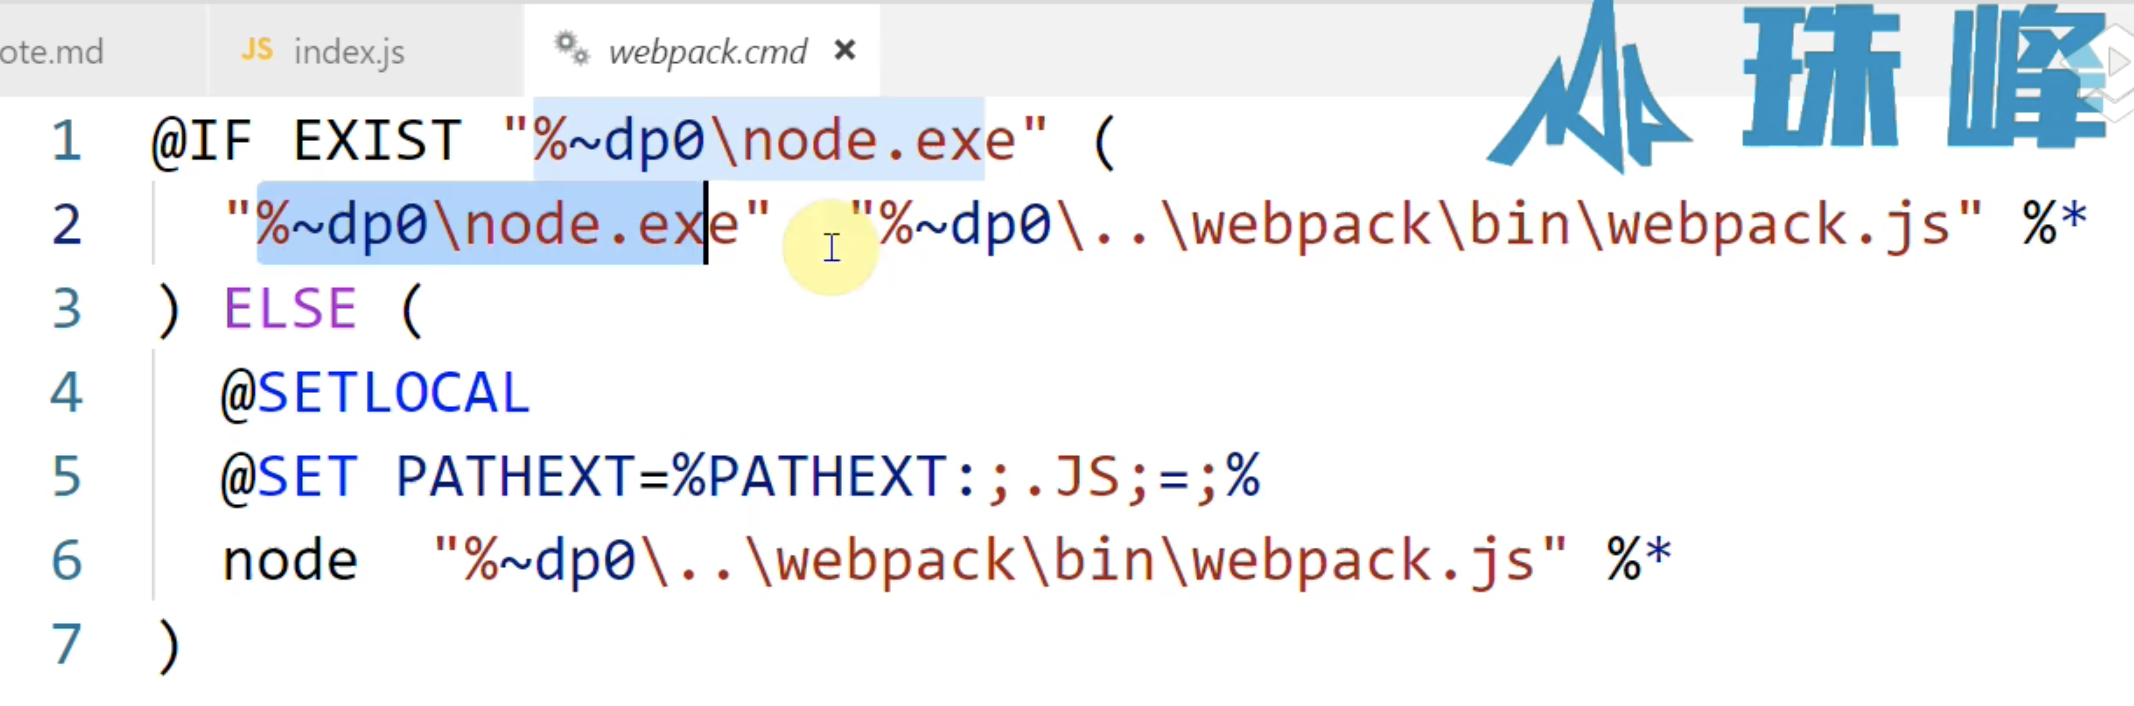 ote.md JS index.js webpack.cmd ×
珠峰
1 @IF EXIST "%~dp0\node.exe" (
2 "%~dp0\node.exe" "%~dp0\..\webpack\bin\webpack.js" %*
3 ) ELSE (
4 @SETLOCAL
5 @SET PATHEXT=%PATHEXT:;.JS;=;%
6 node "%~dp0\..\webpack\bin\webpack.js" %*
7 )